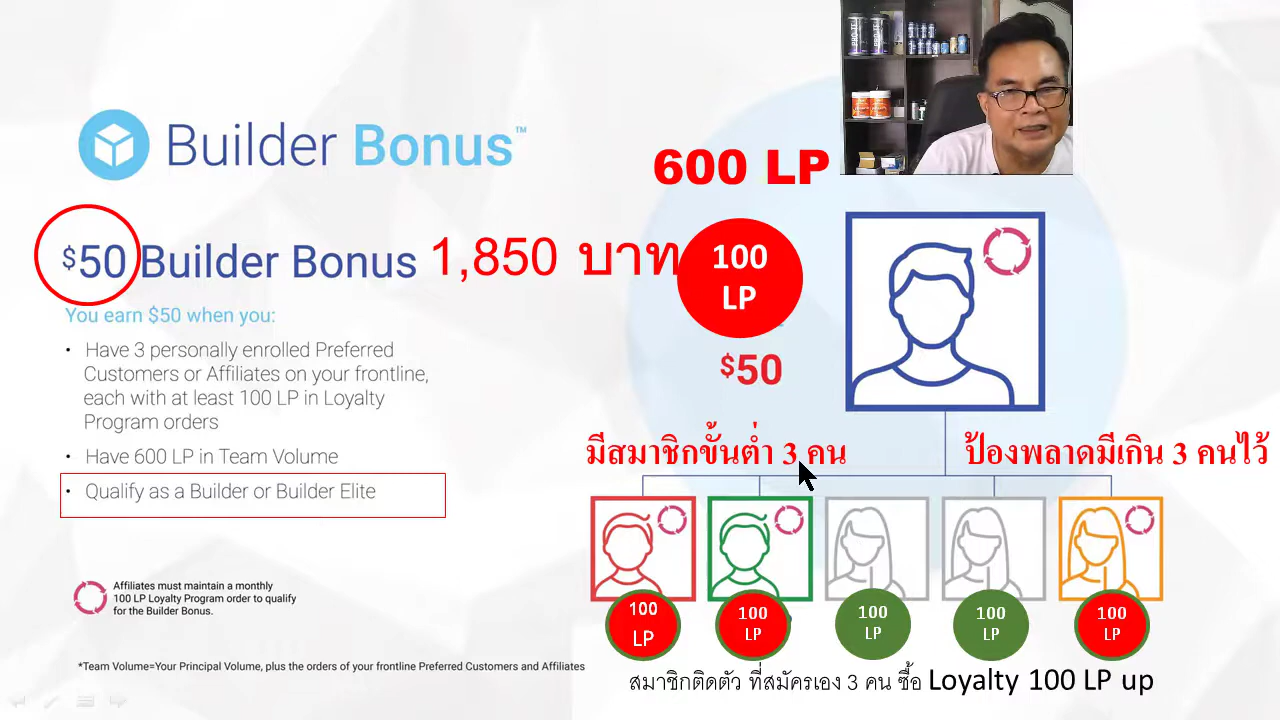 Builder Bonus™
600 LP
$50 Builder Bonus 1,850 บาท
100
LP
$50
You earn $50 when you:
• Have 3 personally enrolled Preferred
Customers or Affiliates on your frontline,
each with at least 100 LP in Loyalty
Program orders
• Have 600 LP in Team Volume
• Qualify as a Builder or Builder Elite
มีสมาชิกขั้นต่ำ 3 คน
ป้องพลาดมีเกิน 3 คนไว้
Affiliates must maintain a monthly
100 LP Loyalty Program order to qualify
for the Builder Bonus.
100
LP
100
LP
100
LP
100
LP
100
LP
*Team Volume=Your Principal Volume, plus the orders of your frontline Preferred Customers and Affiliates
สมาชิกติดตัว ที่สมัครเอง 3 คน ซื้อ Loyalty 100 LP up